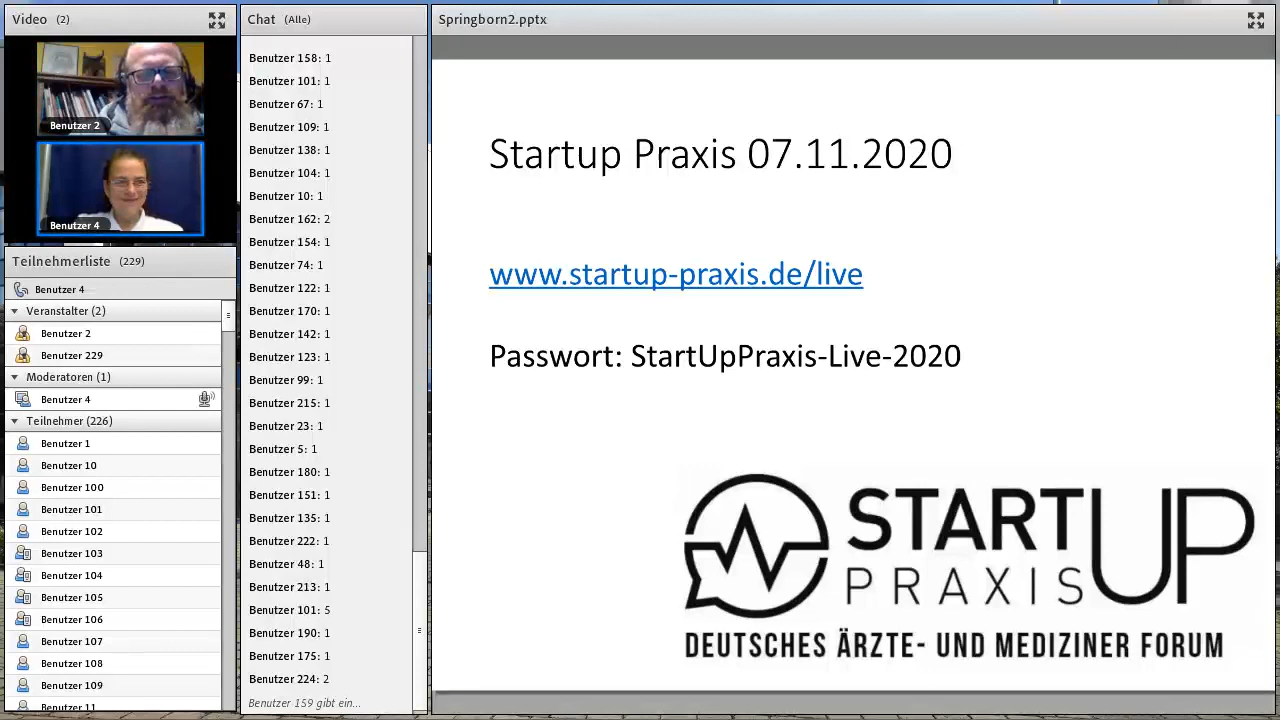 Video (2)
Benutzer 2
Benutzer 4
Teilnehmerliste (229)
Benutzer 4
Veranstalter (2)
Benutzer 2
Benutzer 229
Moderatoren (1)
Benutzer 4
Teilnehmer (226)
Benutzer 1
Benutzer 10
Benutzer 100
Benutzer 101
Benutzer 102
Benutzer 103
Benutzer 104
Benutzer 105
Benutzer 106
Benutzer 107
Benutzer 108
Benutzer 109
Benutzer 11
Chat (Alle)
Benutzer 158: 1
Benutzer 101: 1
Benutzer 67: 1
Benutzer 109: 1
Benutzer 138: 1
Benutzer 104: 1
Benutzer 10: 1
Benutzer 162: 2
Benutzer 154: 1
Benutzer 74: 1
Benutzer 122: 1
Benutzer 170: 1
Benutzer 142: 1
Benutzer 123: 1
Benutzer 99: 1
Benutzer 215: 1
Benutzer 23: 1
Benutzer 5: 1
Benutzer 180: 1
Benutzer 151: 1
Benutzer 135: 1
Benutzer 222: 1
Benutzer 48: 1
Benutzer 213: 1
Benutzer 101: 5
Benutzer 190: 1
Benutzer 175: 1
Benutzer 224: 2
Benutzer 159 gibt ein...
Springborn2.pptx
Startup Praxis 07.11.2020
www.startup-praxis.de/live
Passwort: StartUpPraxis-Live-2020
STARTUP
PRAXIS
DEUTSCHES ÄRZTE- UND MEDIZINER FORUM